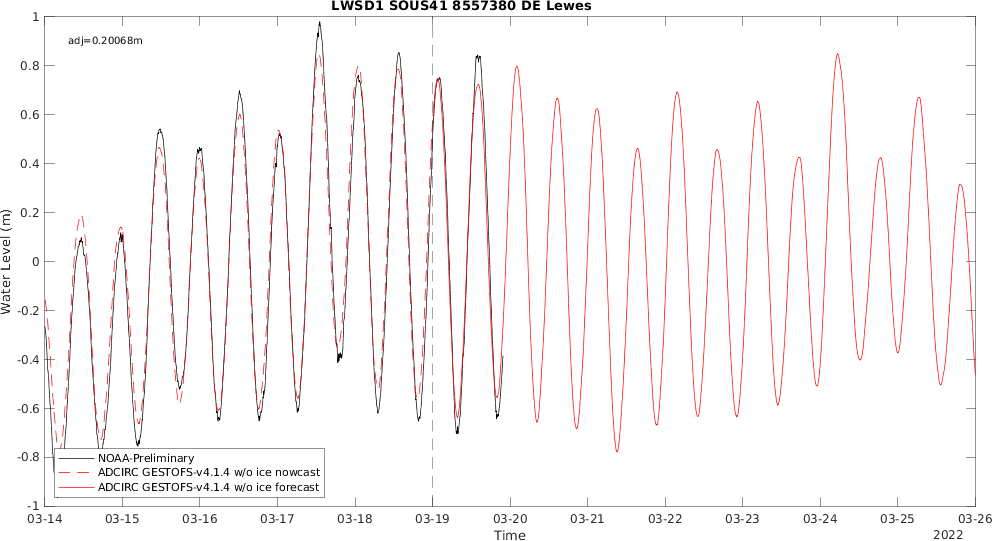 LWSD1 SOUS41 8557380 DE Lewes
adj=0.20068m
1
0.8
0.6
0.4
0.2
0
-0.2
-0.4
-0.6
-0.8
-1
Water Level (m)
NOAA-Preliminary
ADCIRC GESTOFS-v4.1.4 w/o ice nowcast
ADCIRC GESTOFS-v4.1.4 w/o ice forecast
03-14 03-15 03-16 03-17 03-18 03-19 03-20 03-21 03-22 03-23 03-24 03-25 03-26
Time
2022